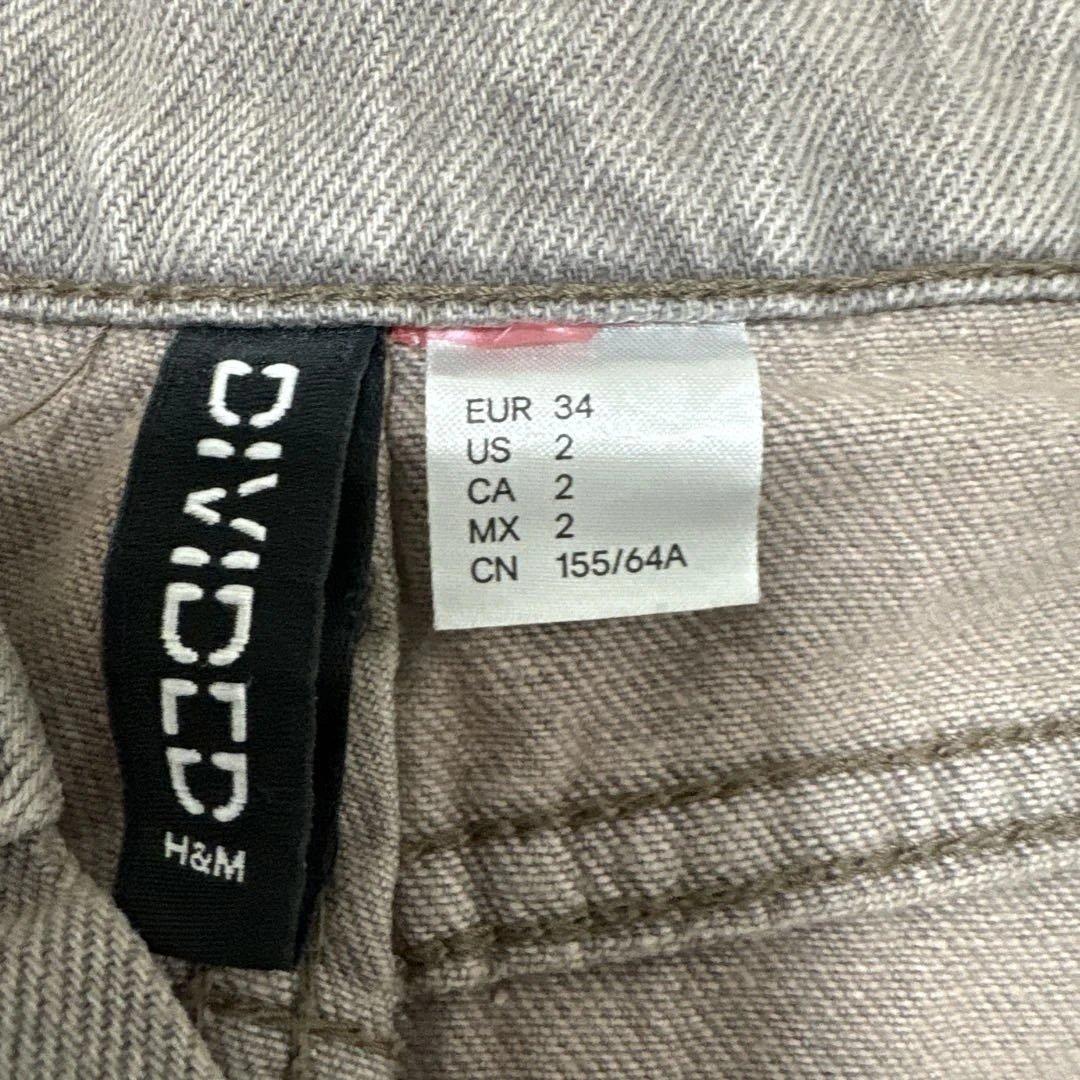 DIVIDED
H&M
EUR 34
US 2
CA 2
MX 2
CN 155/64A